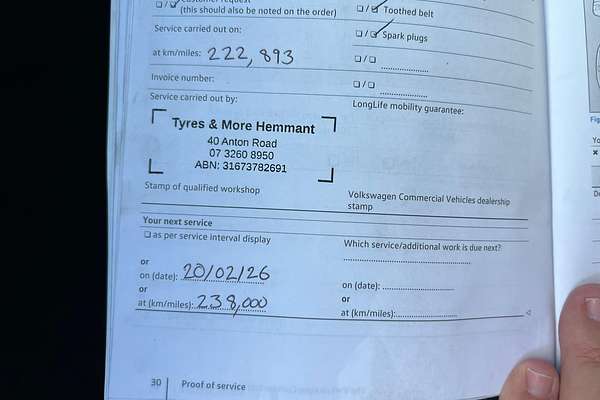 Customer request
(this should also be noted on the order)
Toothed belt
Service carried out on:
Spark plugs
at km/miles: 222,893
Invoice number:
Service carried out by:
LongLife mobility guarantee:
Tyres & More Hemmant
40 Anton Road
07 3260 8950
ABN: 31673782691
Stamp of qualified workshop
Volkswagen Commercial Vehicles dealership
stamp
Your next service
as per service interval display
Which service/additional work is due next?
or
on (date): 20/02/26
on (date):
or
or
at (km/miles): 238,000
at (km/miles):
30 Proof of service
Fig
Yo